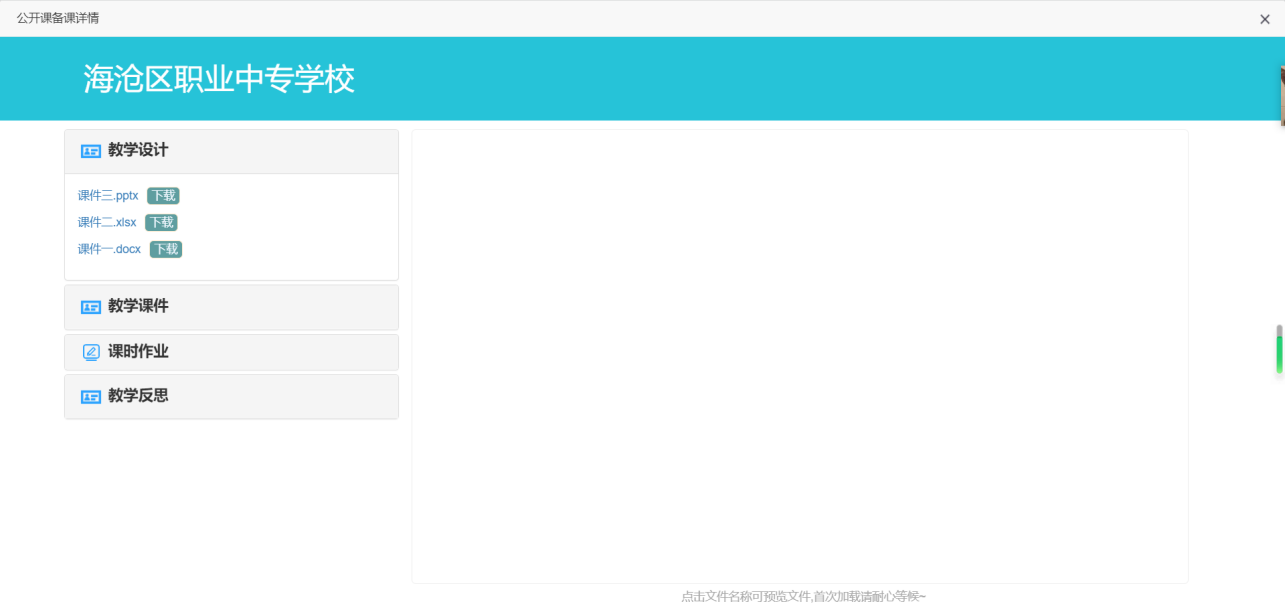 公开课备课详情
海沧区职业中专学校
教学设计
课件三.pptx 下载
课件二.xlsx 下载
课件一.docx 下载
教学课件
课时作业
教学反思
点击文件名称可预览文件,首次加载请耐心等候~